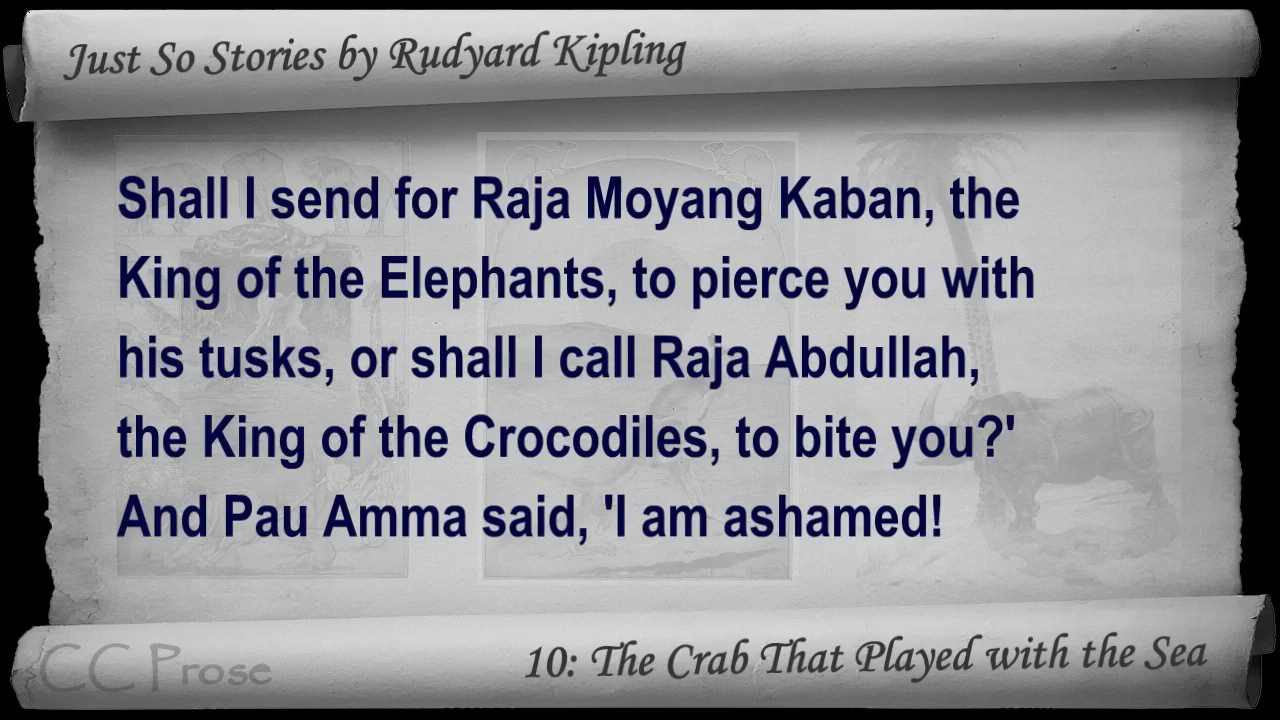 Just So Stories by Rudyard Kipling
Shall I send for Raja Moyang Kaban, the
King of the Elephants, to pierce you with
his tusks, or shall I call Raja Abdullah,
the King of the Crocodiles, to bite you?'
And Pau Amma said, 'I am ashamed!
CC Prose
10: The Crab That Played with the Sea